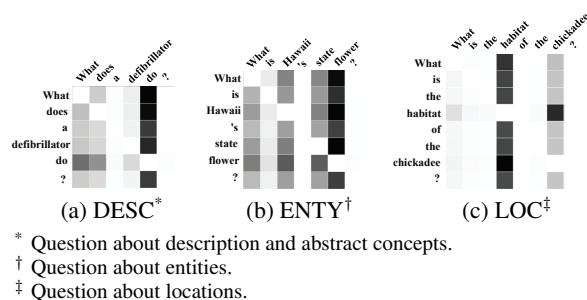 What does a defibrillator do ?
What
does
a
defibrillator
do
?
(a) DESC*
What is Hawaii 's state flower ?
What
is
Hawaii
's
state
flower
?
(b) ENTY†
What is the habitat of the chickadee ?
What
is
the
habitat
of
the
chickadee
?
(c) LOC‡
* Question about description and abstract concepts.
† Question about entities.
‡ Question about locations.